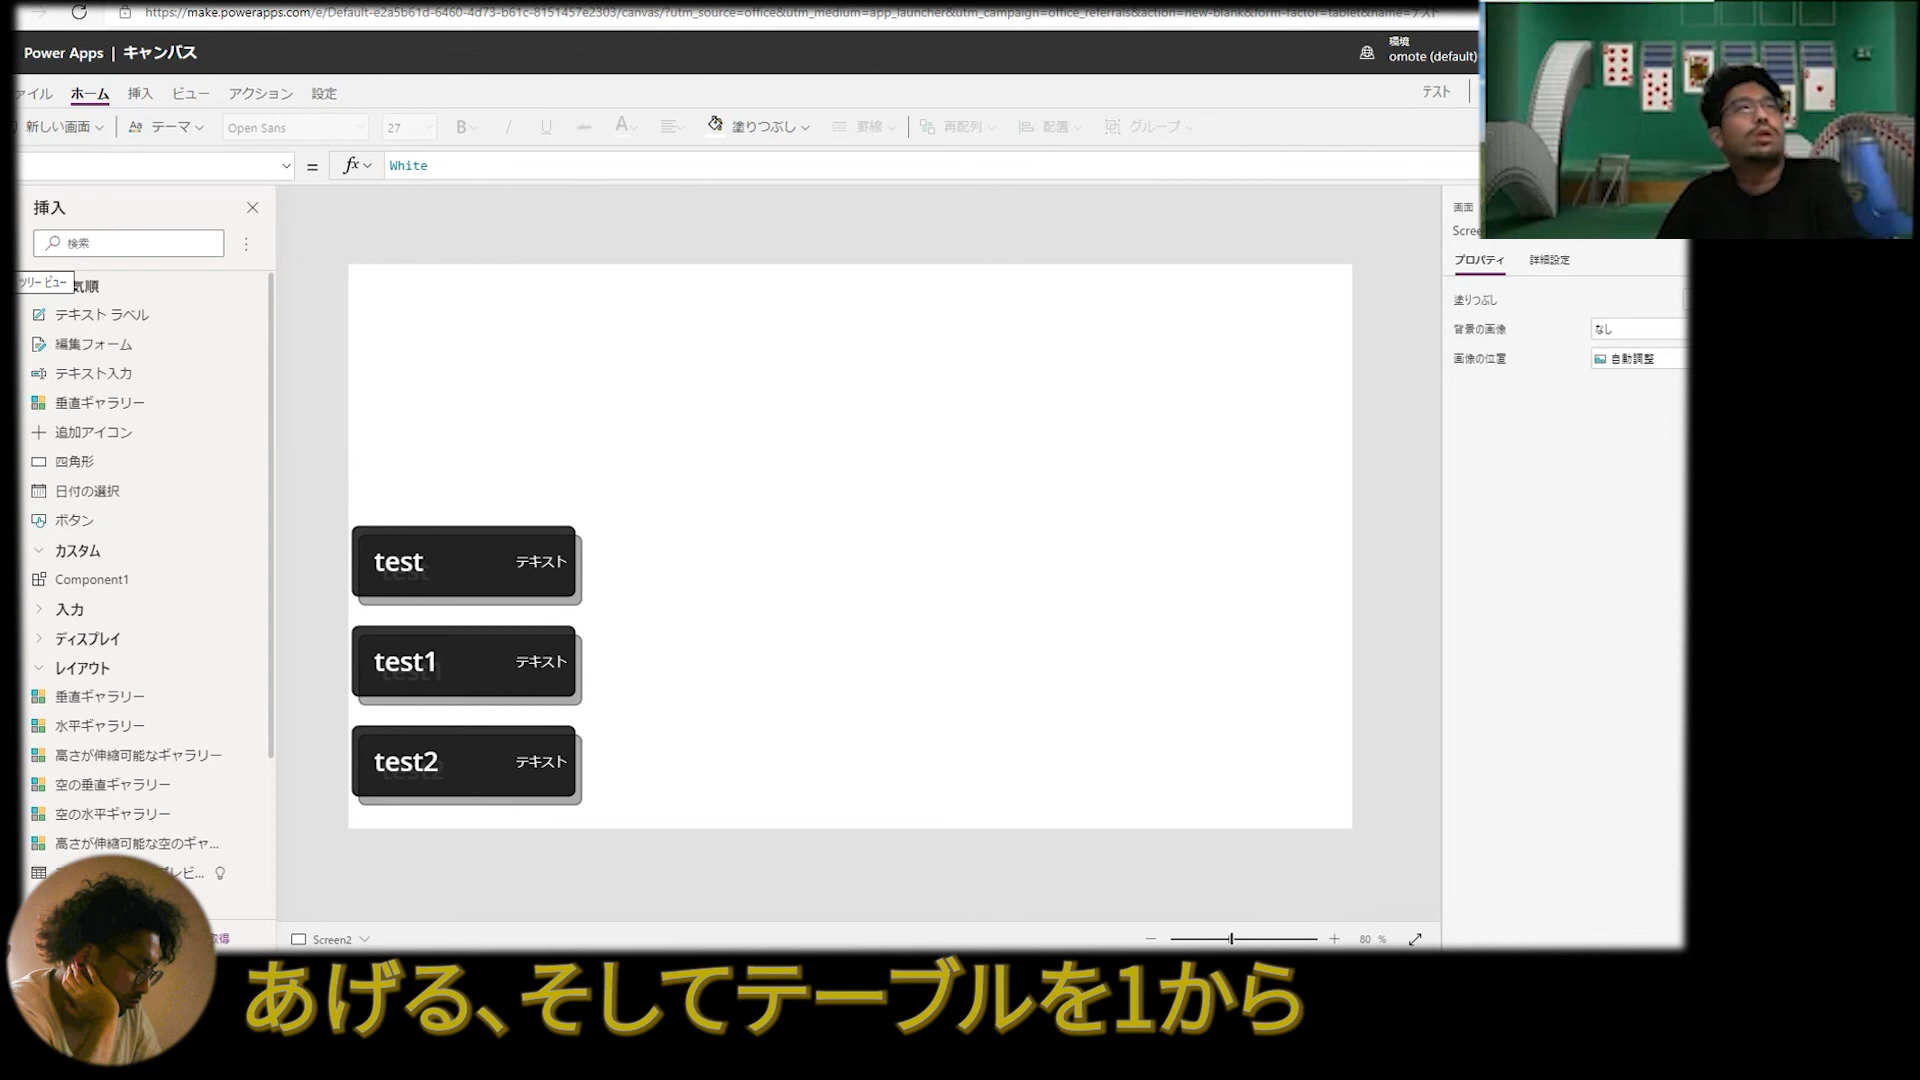 https://make.powerapps.com/e/Default-e2a5b61d-6460-4d73-b61c-8151457e2303/canvas/?utm_source=office&utm_medium=app_launcher&utm_campaign=office_referrals&action=new-blank&form-factor=tablet&name=テスト
Power Apps | キャンバス
環境
omote (default)
ァイル ホーム 挿入 ビュー アクション 設定
テスト
新しい画面 テーマ Open Sans 27 B / U A 塗りつぶし 罫線 再配列 配置 グループ
= fx White
挿入
検索
ツリー ビュー
気順
テキスト ラベル
編集フォーム
テキスト入力
垂直ギャラリー
追加アイコン
四角形
日付の選択
ボタン
カスタム
Component1
入力
ディスプレイ
レイアウト
垂直ギャラリー
水平ギャラリー
高さが伸縮可能なギャラリー
空の垂直ギャラリー
空の水平ギャラリー
高さが伸縮可能な空のギャ...
レビ...
取得
test テキスト
test1 テキスト
test2 テキスト
Screen2
80 %
画面
Scree
プロパティ 詳細設定
塗りつぶし
背景の画像 なし
画像の位置 自動調整
あげる、そしてテーブルを1から